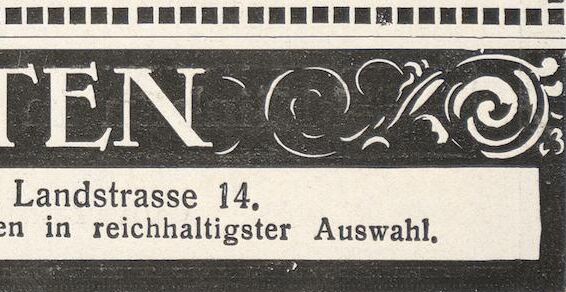 TEN
Landstrasse 14.
en in reichhaltigster Auswahl.